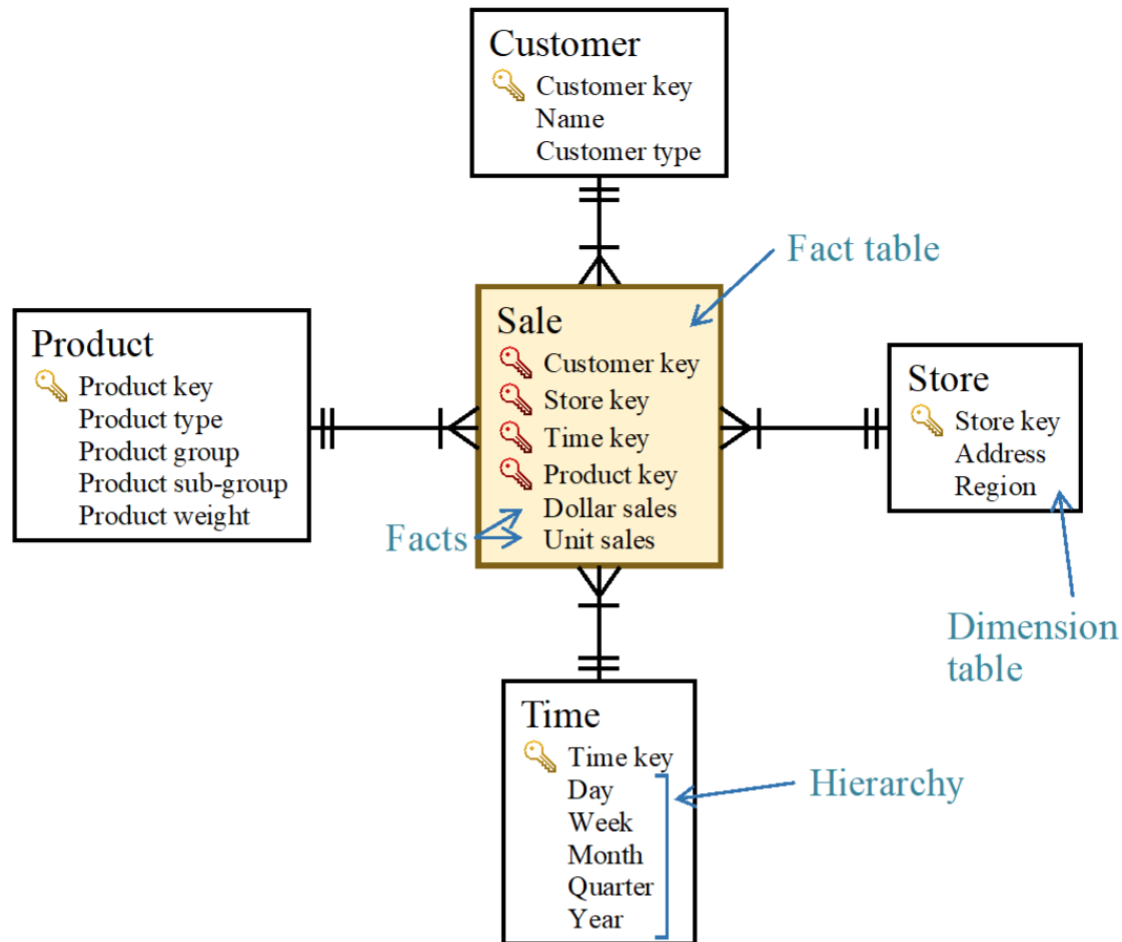 Customer
Customer key
Name
Customer type
Fact table
Product
Product key
Product type
Product group
Product sub-group
Product weight
Sale
Customer key
Store key
Time key
Product key
Dollar sales
Unit sales
Facts
Store
Store key
Address
Region
Dimension
table
Time
Time key
Day
Week
Month
Quarter
Year
Hierarchy